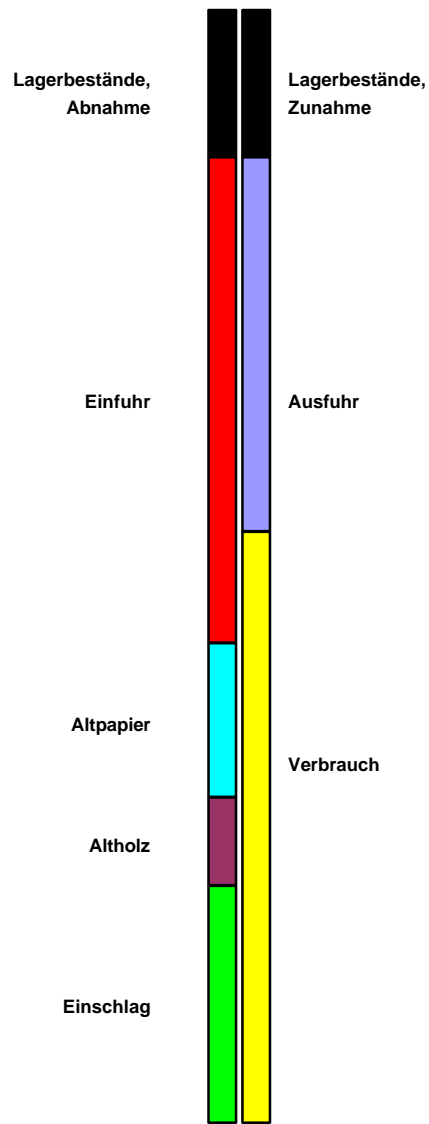 Lagerbestände,
Abnahme
Lagerbestände,
Zunahme
Einfuhr
Ausfuhr
Altpapier
Verbrauch
Altholz
Einschlag